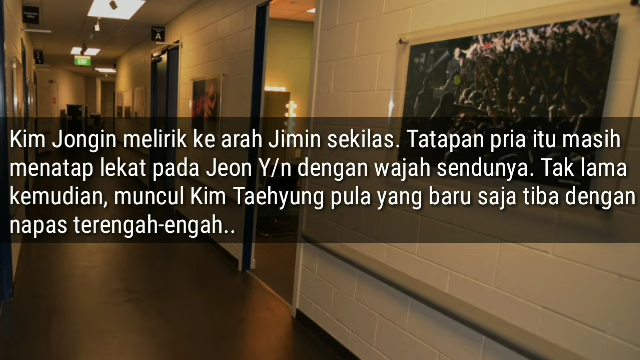 A
Kim Jongin melirik ke arah Jimin sekilas. Tatapan pria itu masih
menatap lekat pada Jeon Y/n dengan wajah sendunya. Tak lama
kemudian, muncul Kim Taehyung pula yang baru saja tiba dengan
napas terengah-engah..